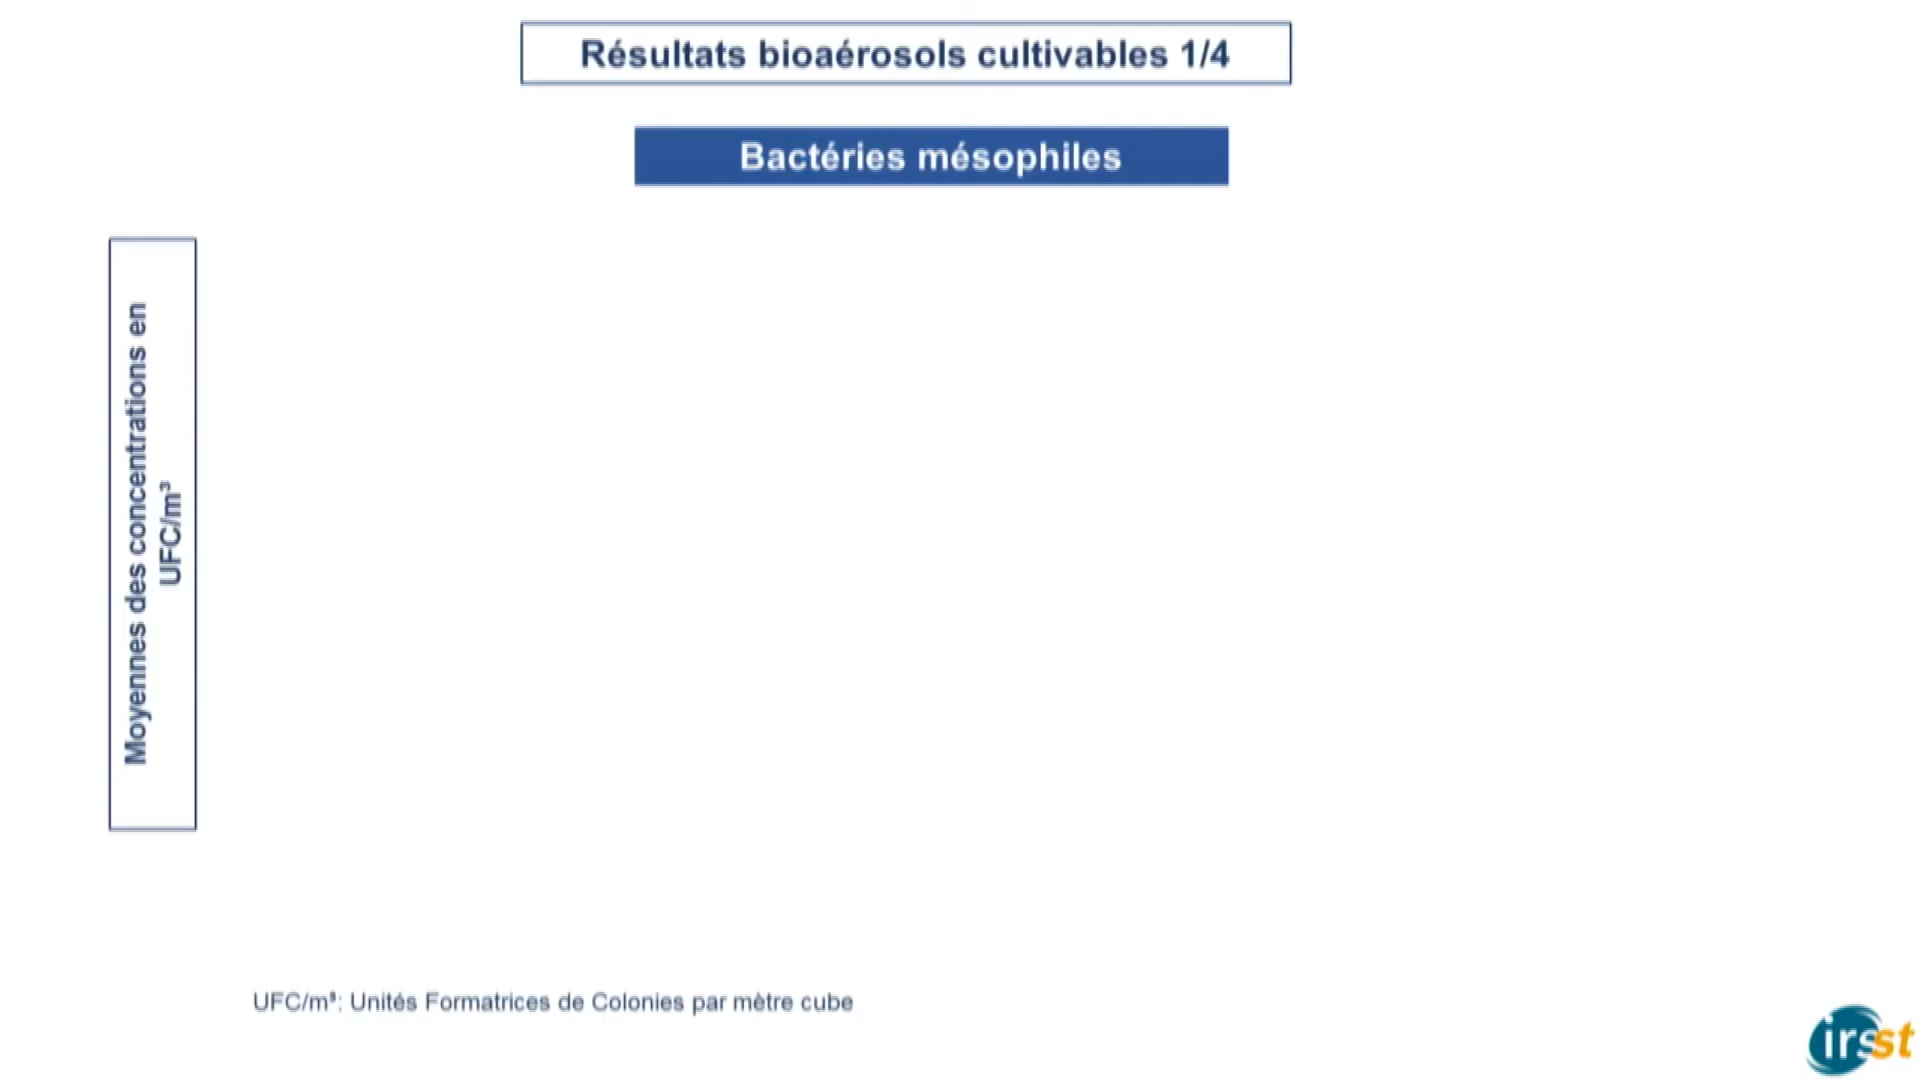 Résultats bioaérosols cultivables 1/4
Bactéries mésophiles
Moyennes des concentrations en
UFC/m³
UFC/m³: Unités Formatrices de Colonies par mètre cube
irsst